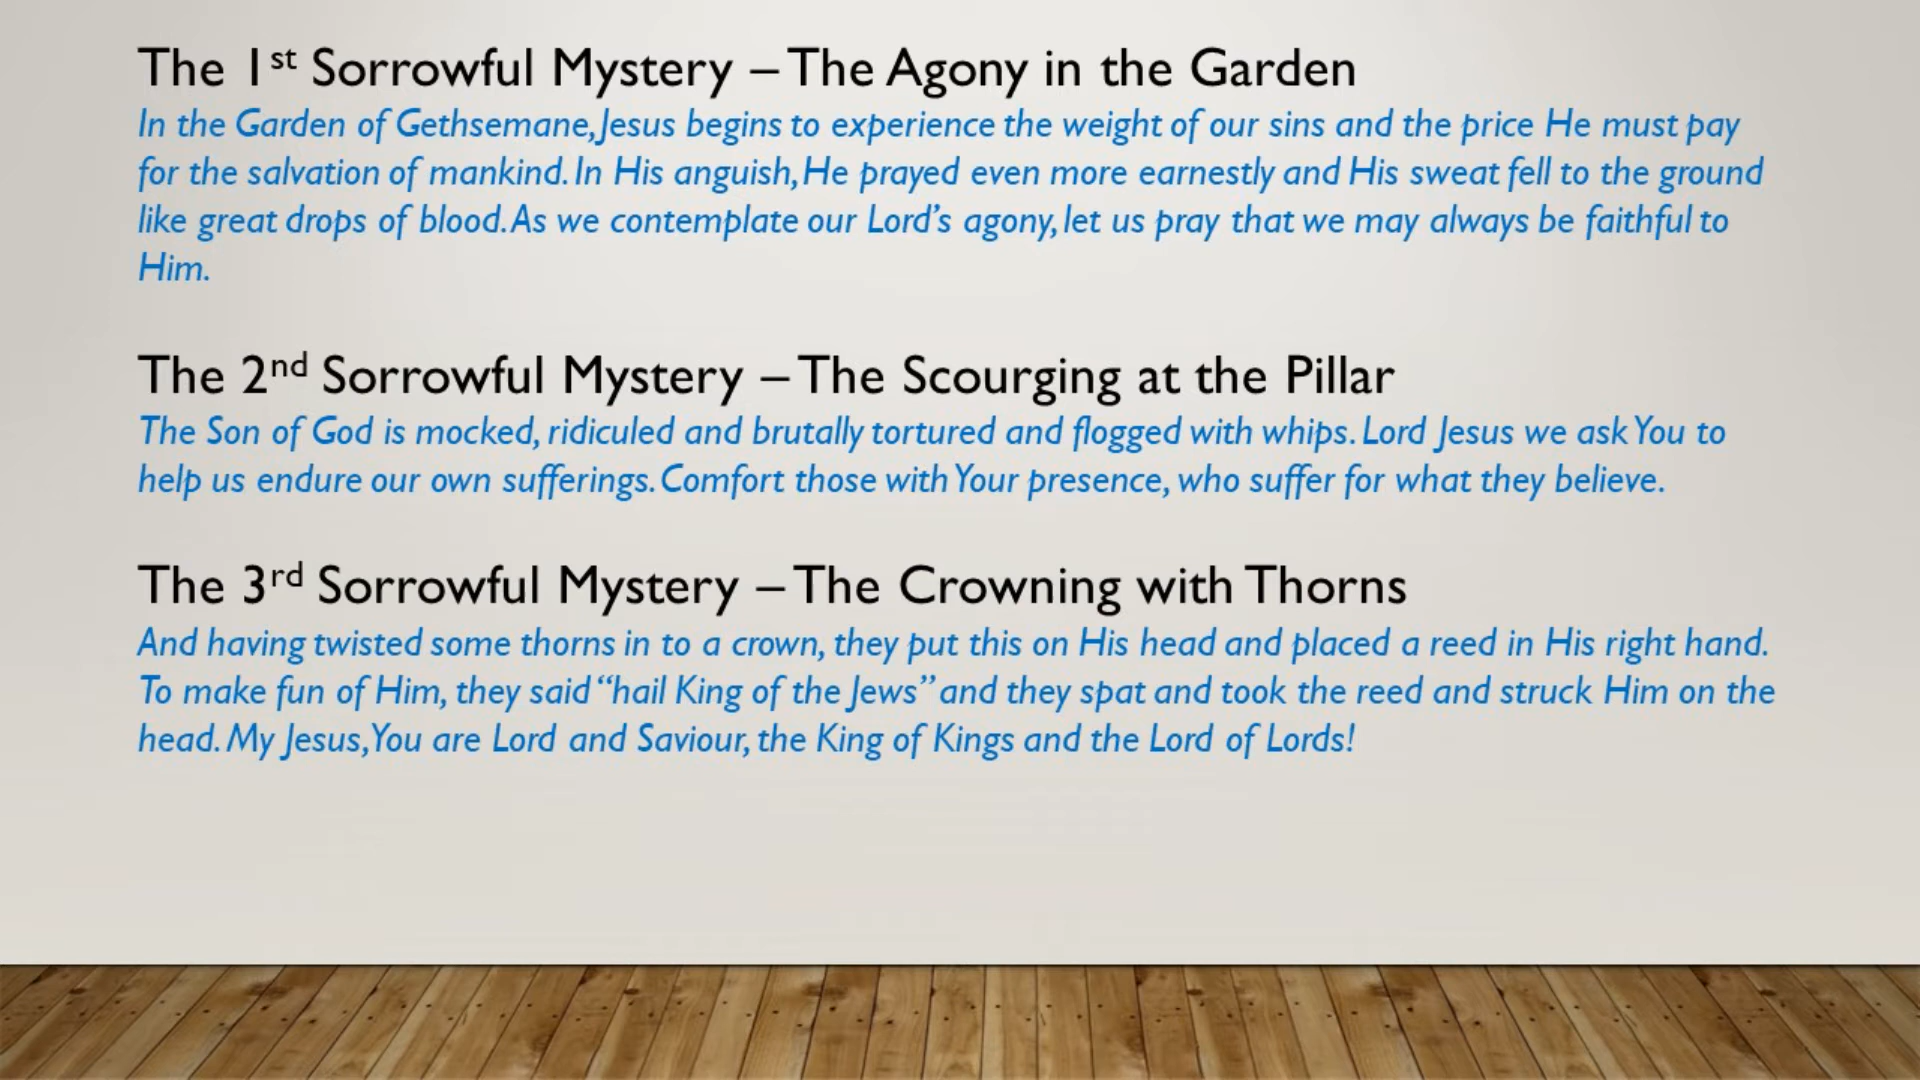 The 1st Sorrowful Mystery – The Agony in the Garden
In the Garden of Gethsemane, Jesus begins to experience the weight of our sins and the price He must pay
for the salvation of mankind. In His anguish, He prayed even more earnestly and His sweat fell to the ground
like great drops of blood. As we contemplate our Lord’s agony, let us pray that we may always be faithful to
Him.
The 2nd Sorrowful Mystery – The Scourging at the Pillar
The Son of God is mocked, ridiculed and brutally tortured and flogged with whips. Lord Jesus we ask You to
help us endure our own sufferings. Comfort those with Your presence, who suffer for what they believe.
The 3rd Sorrowful Mystery – The Crowning with Thorns
And having twisted some thorns in to a crown, they put this on His head and placed a reed in His right hand.
To make fun of Him, they said “hail King of the Jews” and they spat and took the reed and struck Him on the
head. My Jesus, You are Lord and Saviour, the King of Kings and the Lord of Lords!